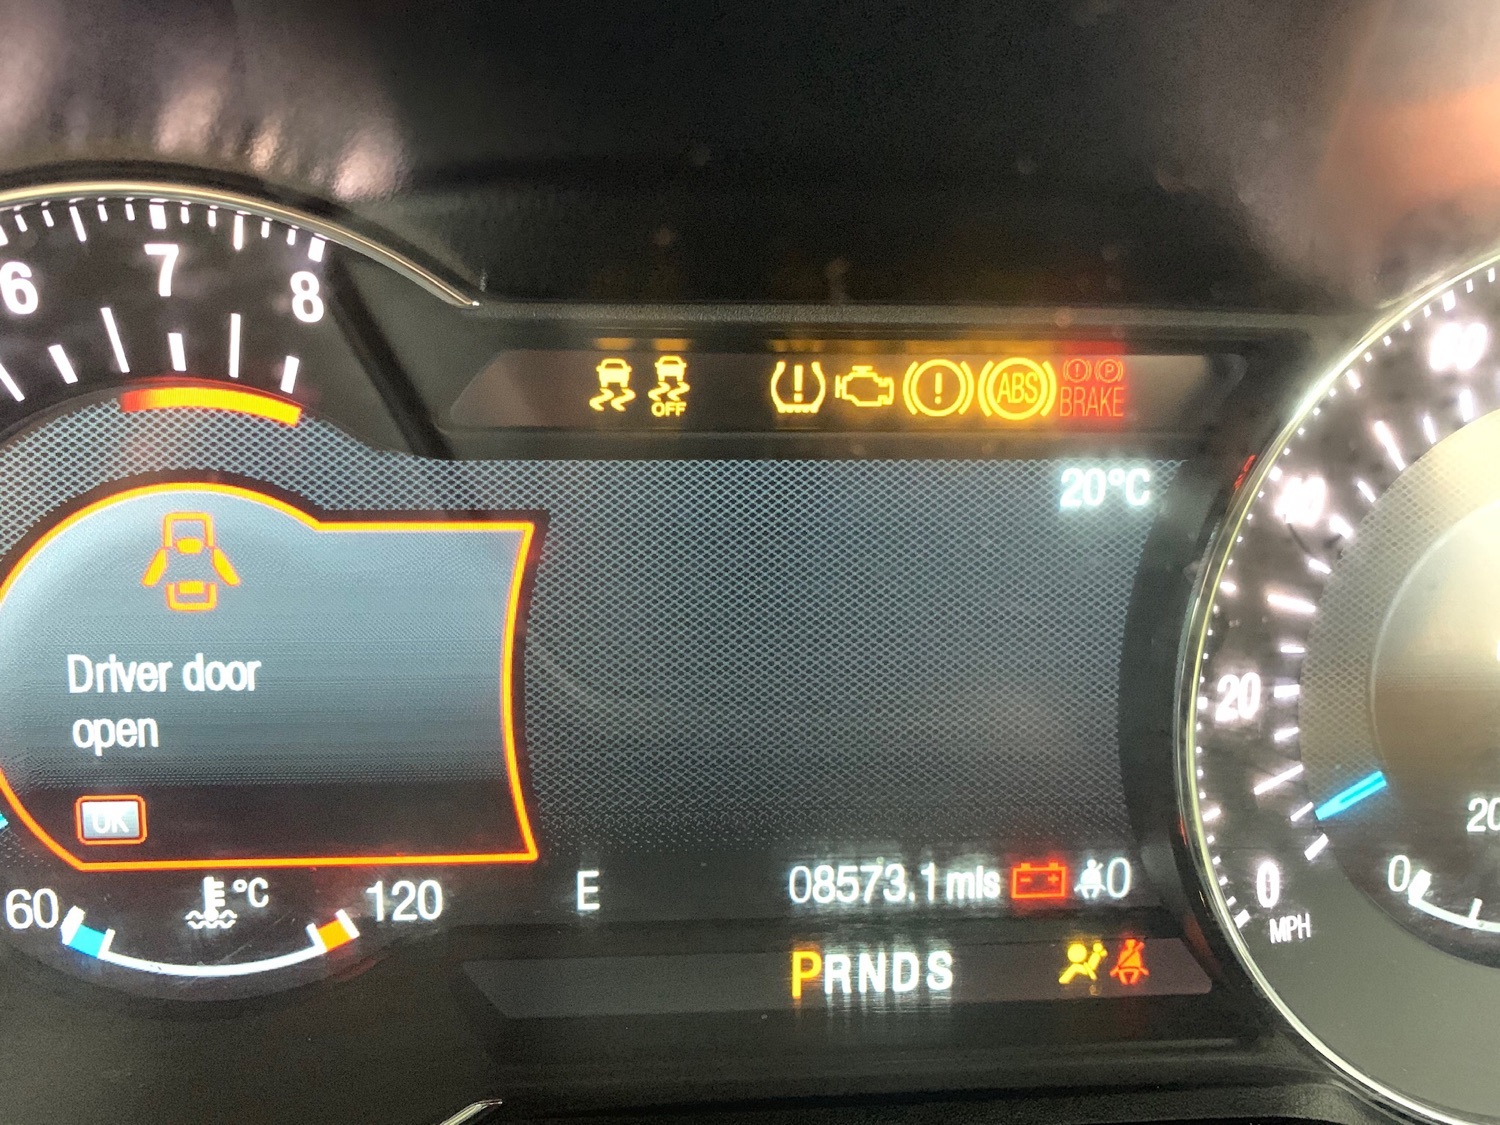 6 7 8
OFF
!
!
ABS
! P
BRAKE
20°C
Driver door
open
OK
60 °C 120
E
08573.1 mls
0
PRNDS
20
0
MPH
0